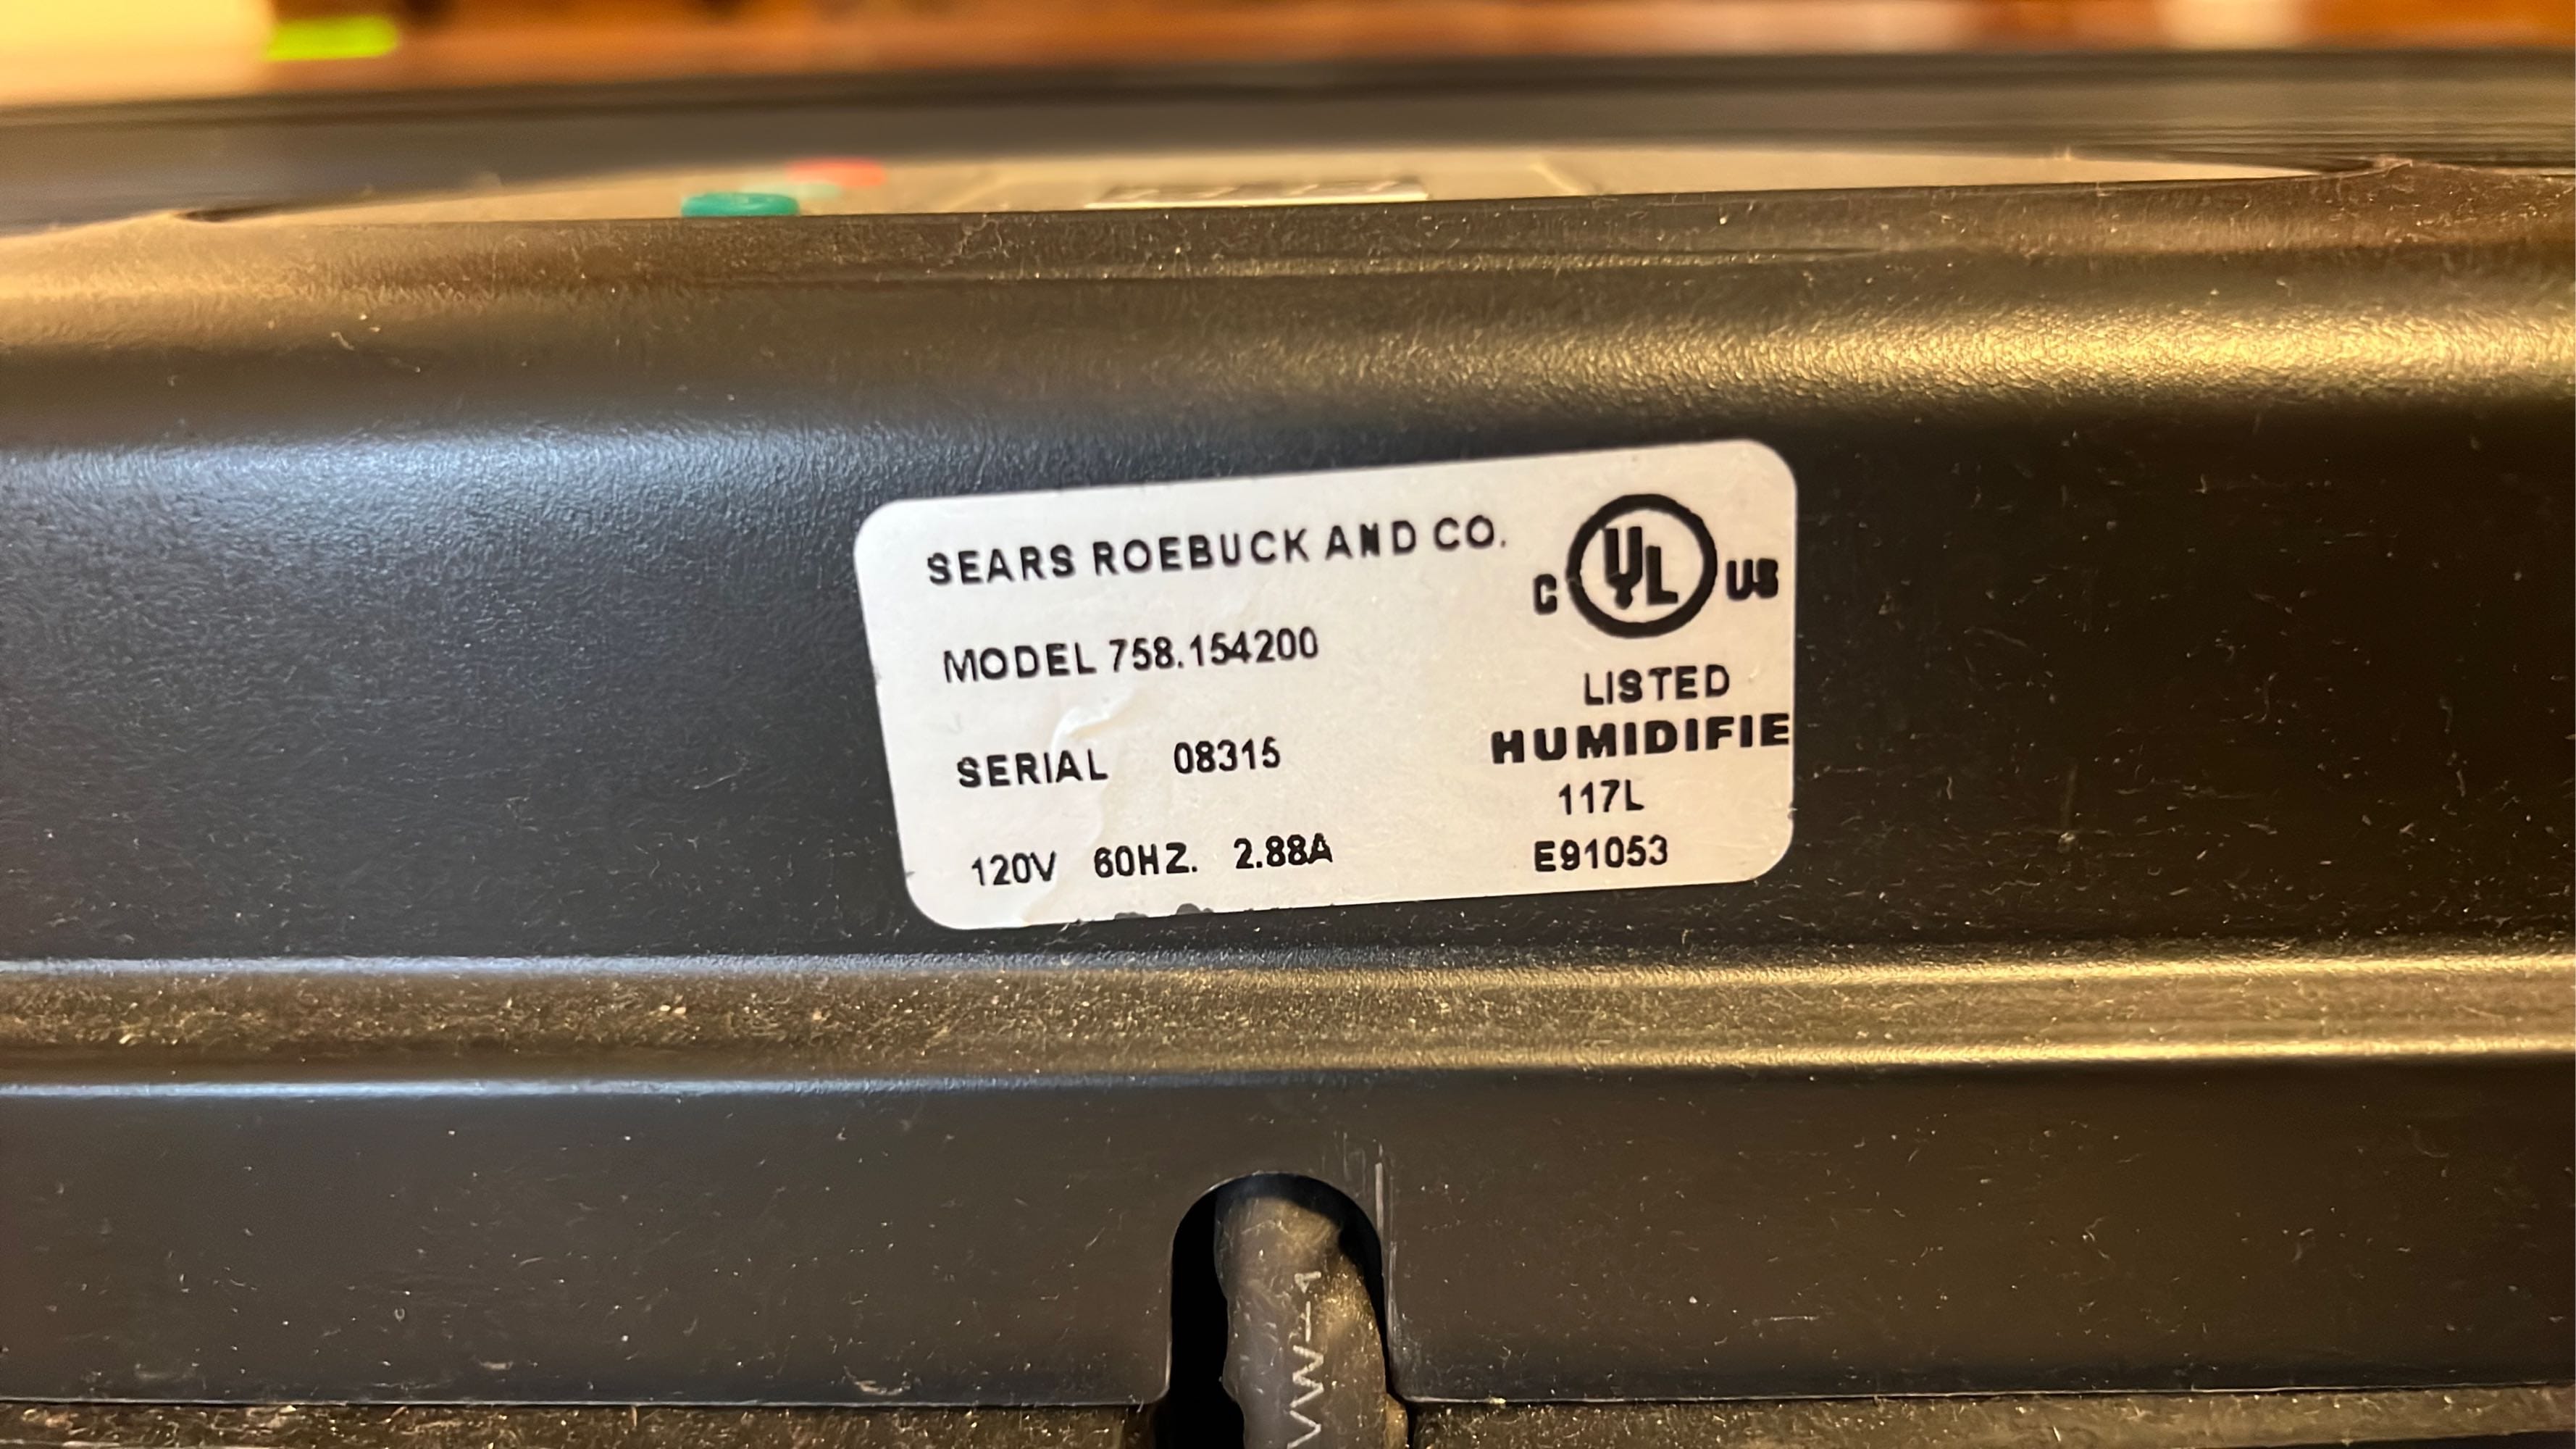 SEARS ROEBUCK AND CO.
C UL US
MODEL 758.154200
LISTED
HUMIDIFIE
SERIAL 08315
117L
120V 60HZ. 2.88A
E91053